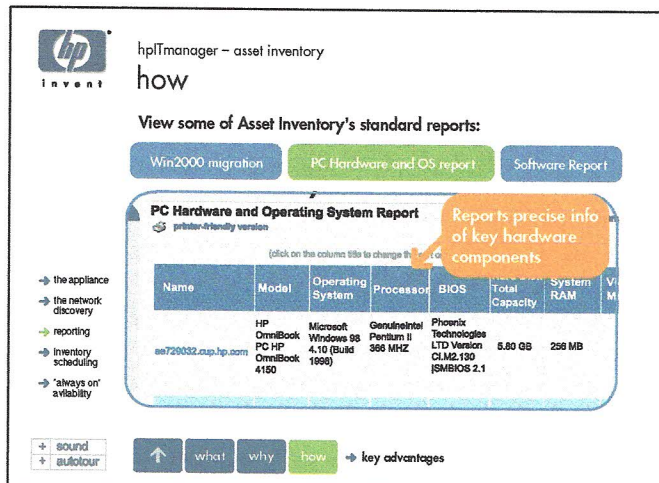 hp
invent
hpITmanager – asset inventory
how
View some of Asset Inventory's standard reports:
Win2000 migration
PC Hardware and OS report
Software Report
PC Hardware and Operating System Report
printer-friendly version
Reports precise info
of key hardware
components
(click on the column title to change the
Name
Model
Operating
System
Processor
BIOS
Total
Capacity
System
RAM
HP
OmniBook
PC HP
OmniBook
4150
Microsoft
Windows 98
4.10 (Build
1998)
GenuineIntel
Pentium II
366 MHZ
Phoenix
Technologies
LTD Version
CI.M2.130
|SMBIOS 2.1
5.80 GB
256 MB
the appliance
the network
discovery
reporting
inventory
scheduling
'always on'
avilability
+ sound
+ autotour
what
why
how
key advantages